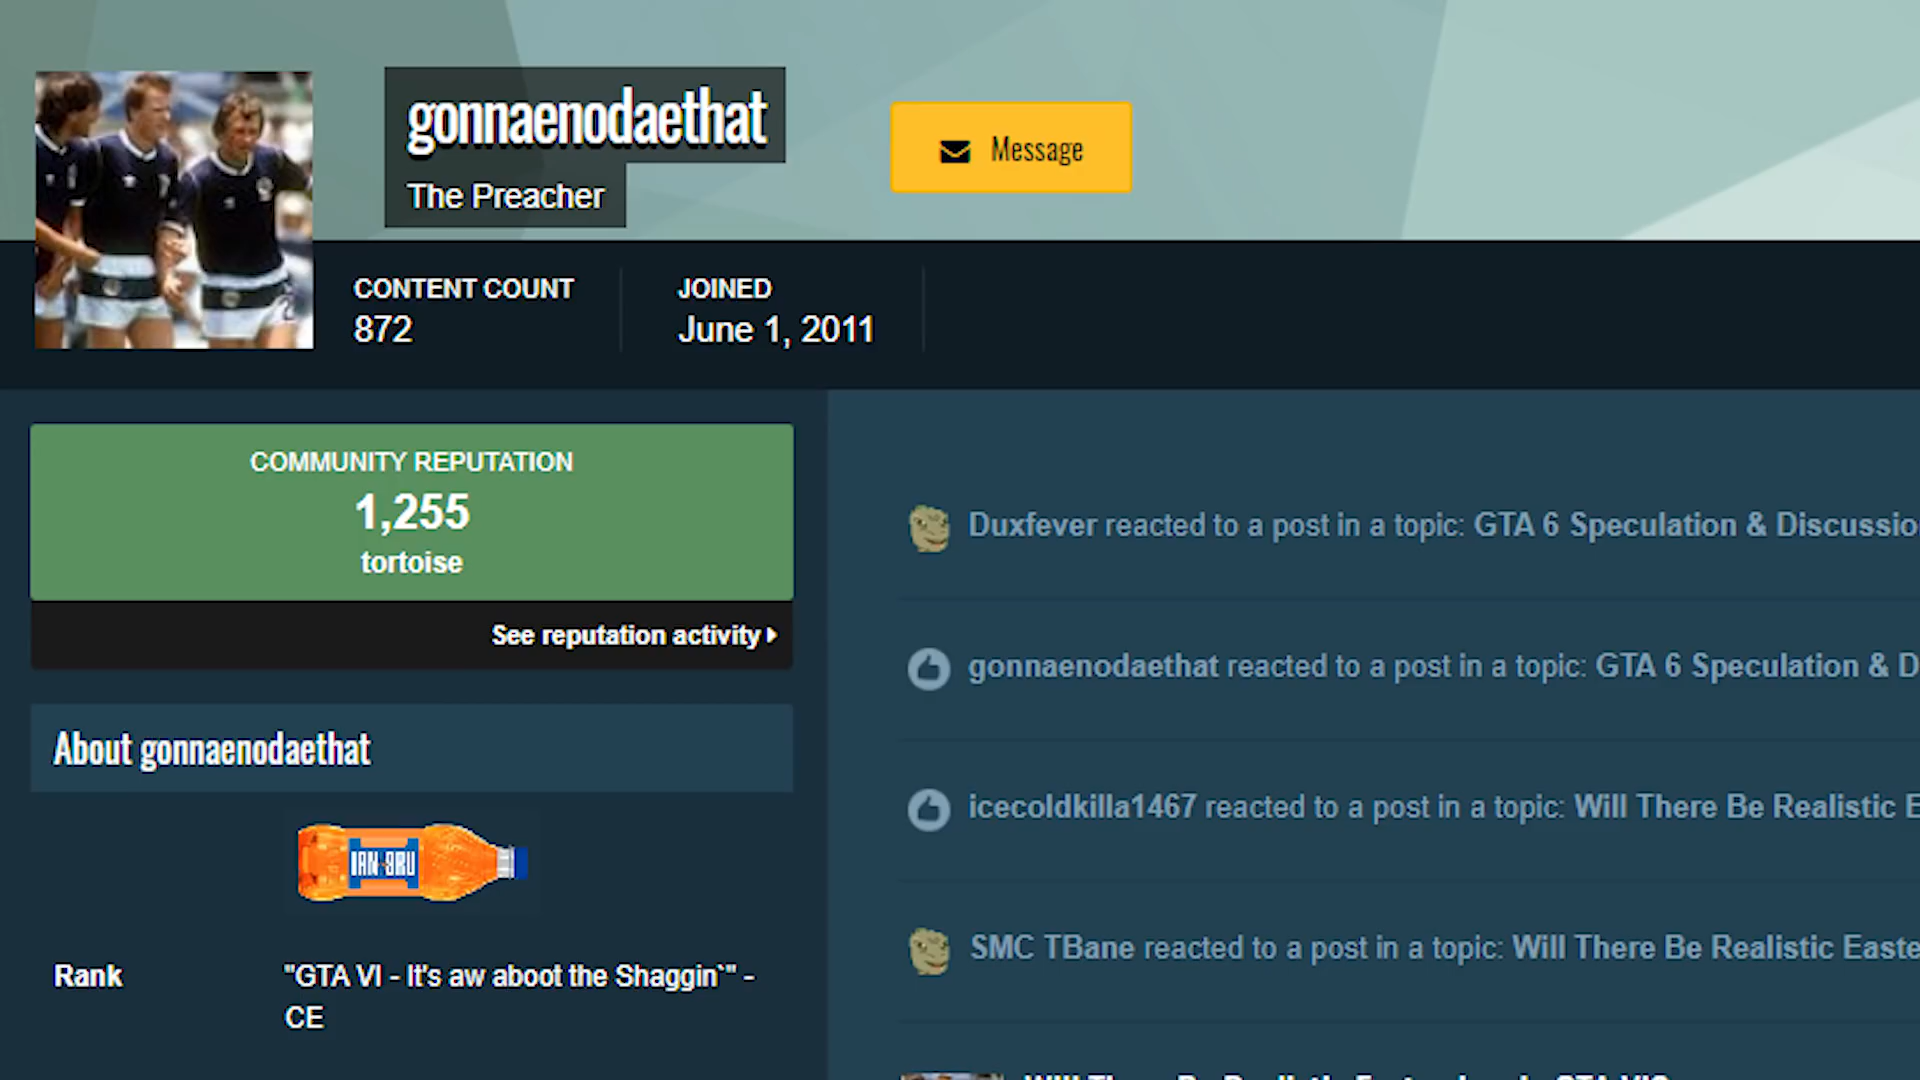 gonnaenodaethat
The Preacher
Message
CONTENT COUNT
872
JOINED
June 1, 2011
COMMUNITY REPUTATION
1,255
tortoise
See reputation activity
About gonnaenodaethat
IRN-BRU
Rank
"GTA VI - It's aw aboot the Shaggin`" -
CE
Duxfever reacted to a post in a topic: GTA 6 Speculation & Discussio
gonnaenodaethat reacted to a post in a topic: GTA 6 Speculation & D
icecoldkilla1467 reacted to a post in a topic: Will There Be Realistic E
SMC TBane reacted to a post in a topic: Will There Be Realistic Easte